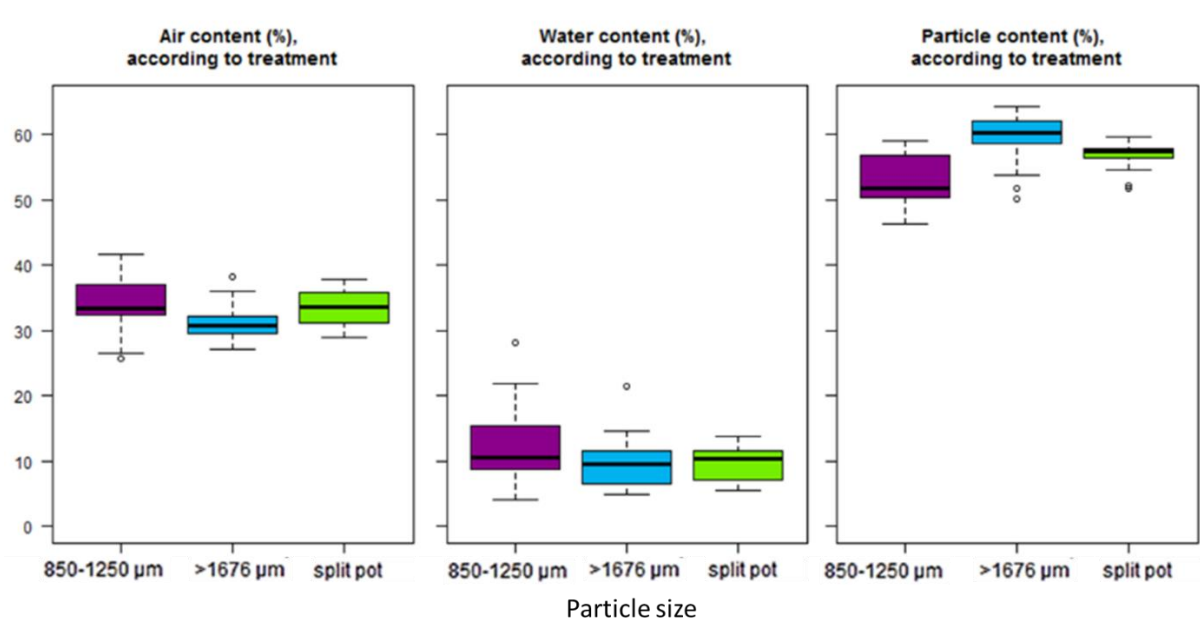 Air content (%),
according to treatment
Water content (%),
according to treatment
Particle content (%),
according to treatment
60
50
40
30
20
10
0
850-1250 µm
>1676 µm
split pot
850-1250 µm
>1676 µm
split pot
850-1250 µm
>1676 µm
split pot
Particle size